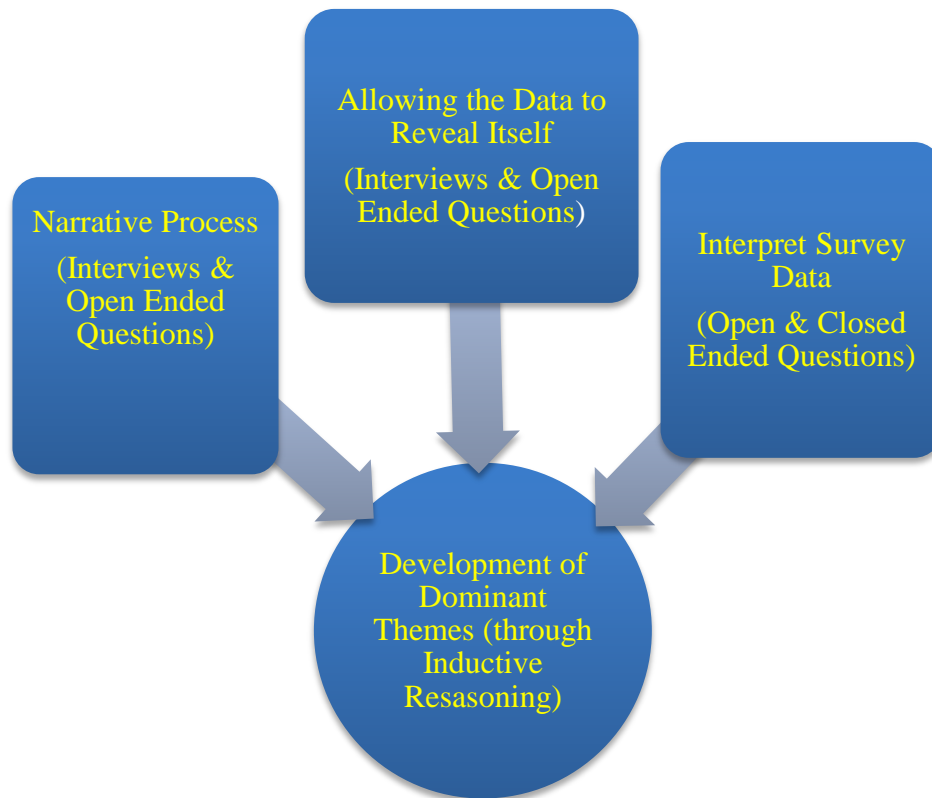 Narrative Process
(Interviews &
Open Ended
Questions)
Allowing the Data to
Reveal Itself
(Interviews & Open
Ended Questions)
Interpret Survey
Data
(Open & Closed
Ended Questions)
Development of
Dominant
Themes (through
Inductive
Resasoning)